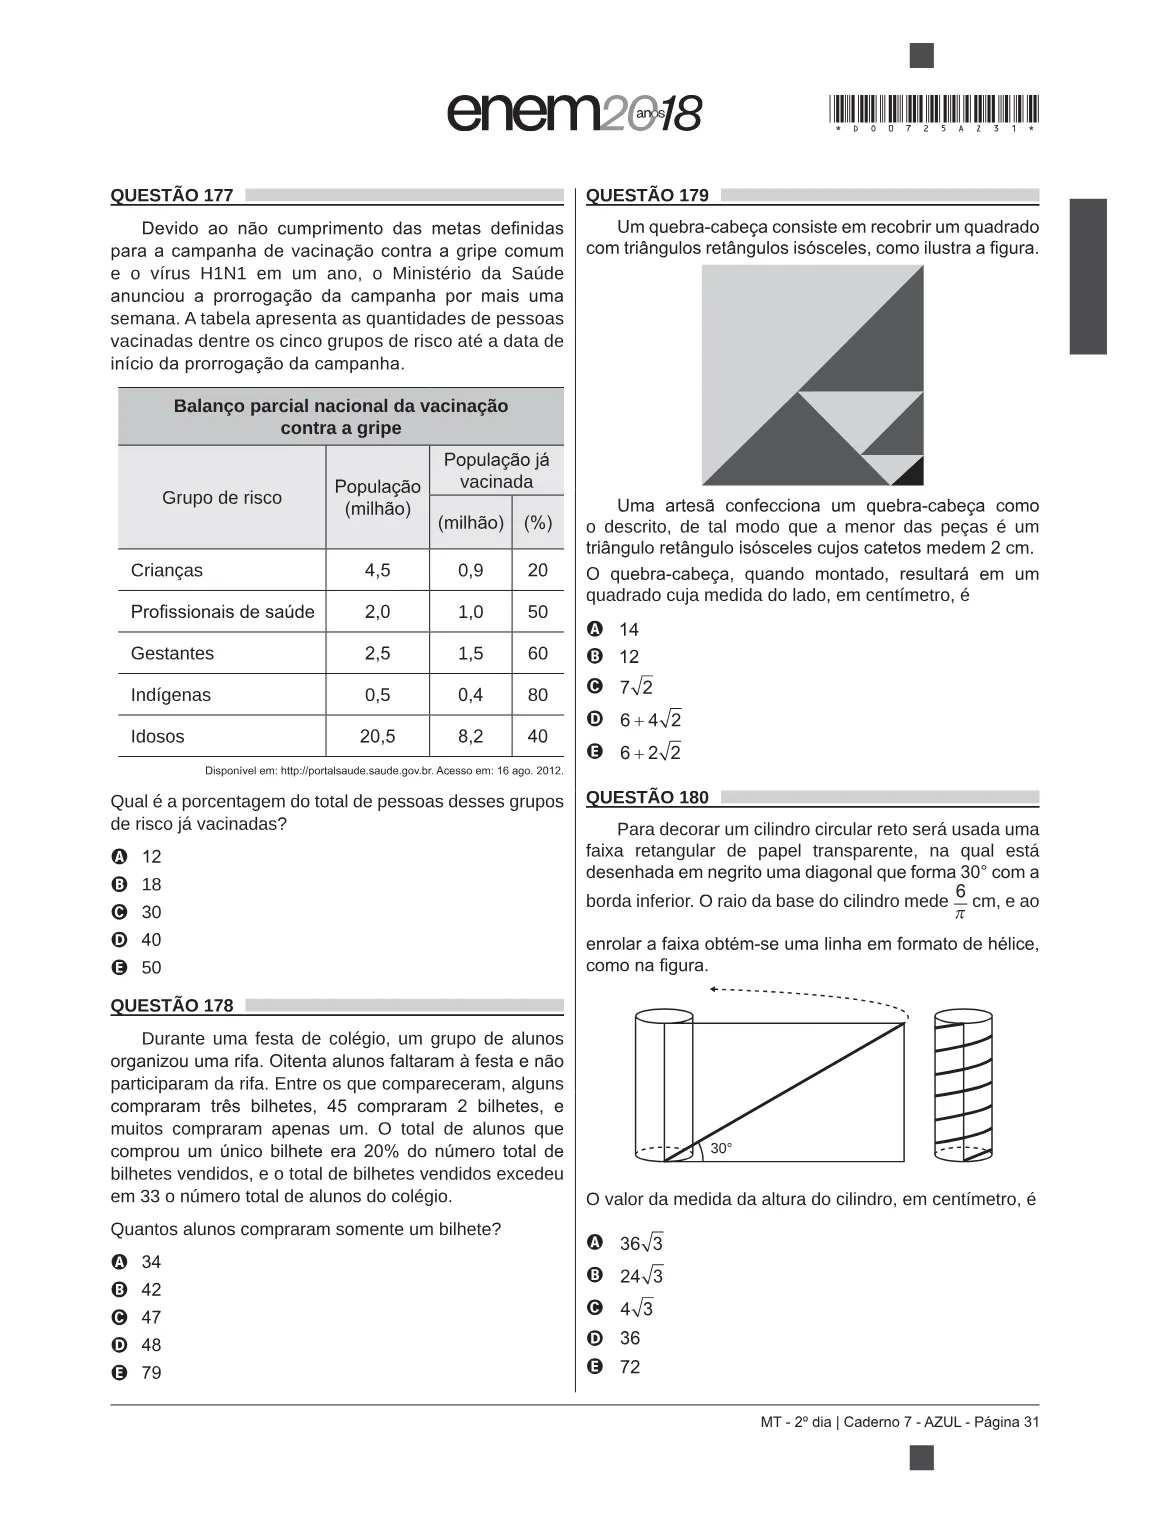 enem2018
anos
*D0725AZ31*
QUESTÃO 177
Devido ao não cumprimento das metas definidas
para a campanha de vacinação contra a gripe comum
e o vírus H1N1 em um ano, o Ministério da Saúde
anunciou a prorrogação da campanha por mais uma
semana. A tabela apresenta as quantidades de pessoas
vacinadas dentre os cinco grupos de risco até a data de
início da prorrogação da campanha.
Balanço parcial nacional da vacinação
contra a gripe
Grupo de risco
População
(milhão)
População já
vacinada
(milhão) (%)
Crianças 4,5 0,9 20
Profissionais de saúde 2,0 1,0 50
Gestantes 2,5 1,5 60
Indígenas 0,5 0,4 80
Idosos 20,5 8,2 40
Disponível em: http://portalsaude.saude.gov.br. Acesso em: 16 ago. 2012.
Qual é a porcentagem do total de pessoas desses grupos
de risco já vacinadas?
A 12
B 18
C 30
D 40
E 50
QUESTÃO 178
Durante uma festa de colégio, um grupo de alunos
organizou uma rifa. Oitenta alunos faltaram à festa e não
participaram da rifa. Entre os que compareceram, alguns
compraram três bilhetes, 45 compraram 2 bilhetes, e
muitos compraram apenas um. O total de alunos que
comprou um único bilhete era 20% do número total de
bilhetes vendidos, e o total de bilhetes vendidos excedeu
em 33 o número total de alunos do colégio.
Quantos alunos compraram somente um bilhete?
A 34
B 42
C 47
D 48
E 79
QUESTÃO 179
Um quebra-cabeça consiste em recobrir um quadrado
com triângulos retângulos isósceles, como ilustra a figura.
Uma artesã confecciona um quebra-cabeça como
o descrito, de tal modo que a menor das peças é um
triângulo retângulo isósceles cujos catetos medem 2 cm.
O quebra-cabeça, quando montado, resultará em um
quadrado cuja medida do lado, em centímetro, é
A 14
B 12
C 7√2
D 6 + 4√2
E 6 + 2√2
QUESTÃO 180
Para decorar um cilindro circular reto será usada uma
faixa retangular de papel transparente, na qual está
desenhada em negrito uma diagonal que forma 30° com a
borda inferior. O raio da base do cilindro mede 6/π cm, e ao
enrolar a faixa obtém-se uma linha em formato de hélice,
como na figura.
30°
O valor da medida da altura do cilindro, em centímetro, é
A 36√3
B 24√3
C 4√3
D 36
E 72
MT - 2º dia | Caderno 7 - AZUL - Página 31